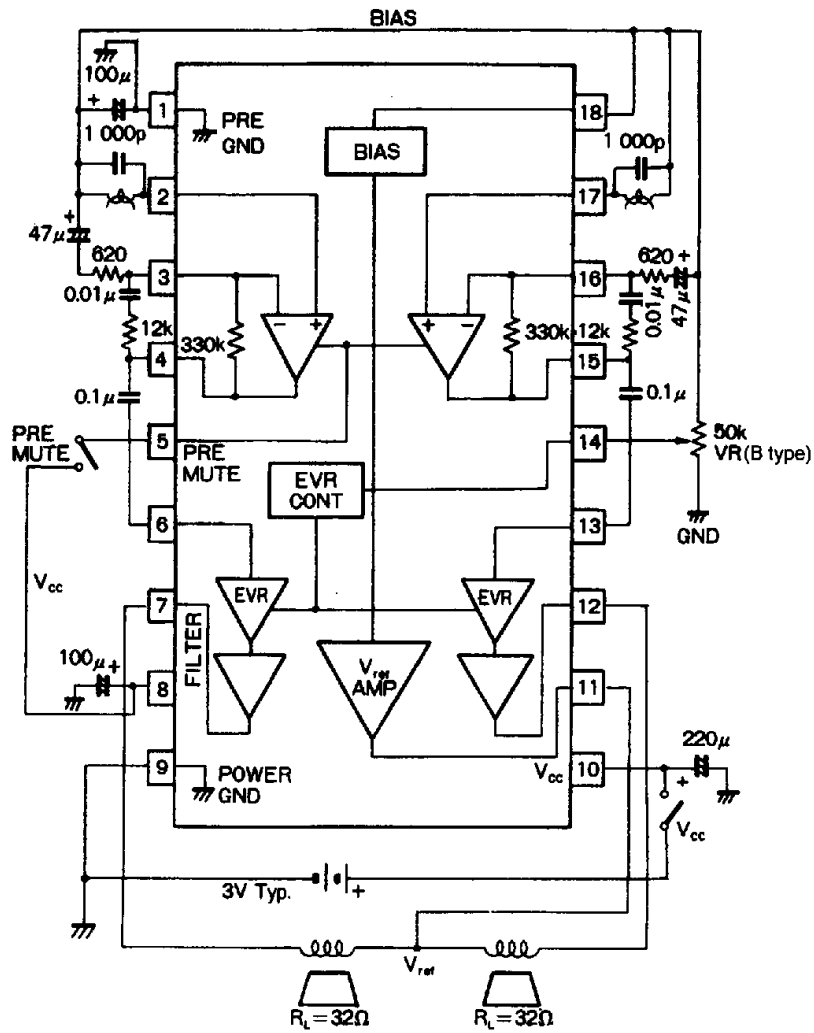 BIAS
100μ
+
1
PRE
GND
18
1 000p
BIAS
1 000p
2
17
+
47μ
620
3
16
620
+
0.01μ
0.01μ
47μ
12k
330k
−
+
+
−
330k
12k
4
15
0.1μ
0.1μ
PRE
MUTE
5
PRE
MUTE
14
50k
VR(B type)
EVR
CONT
6
13
GND
Vcc
EVR
EVR
7
12
FILTER
100μ
+
8
Vref
AMP
11
220μ
9
POWER
GND
Vcc
10
+
Vcc
3V Typ.
+
Vref
RL=32Ω
RL=32Ω